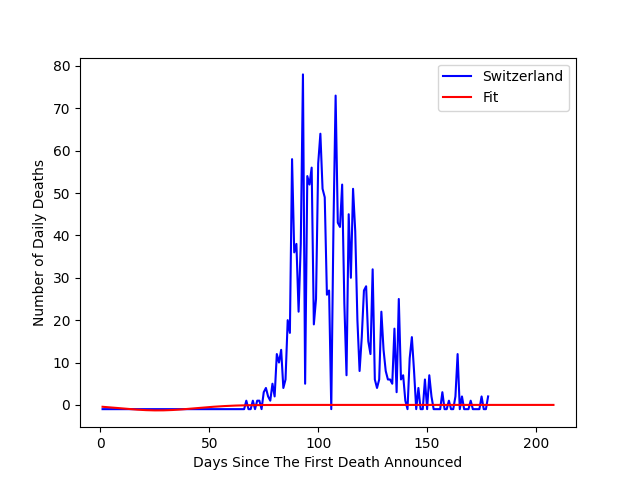 Switzerland
Fit
80
70
60
50
40
30
20
10
0
Number of Daily Deaths
0 50 100 150 200
Days Since The First Death Announced